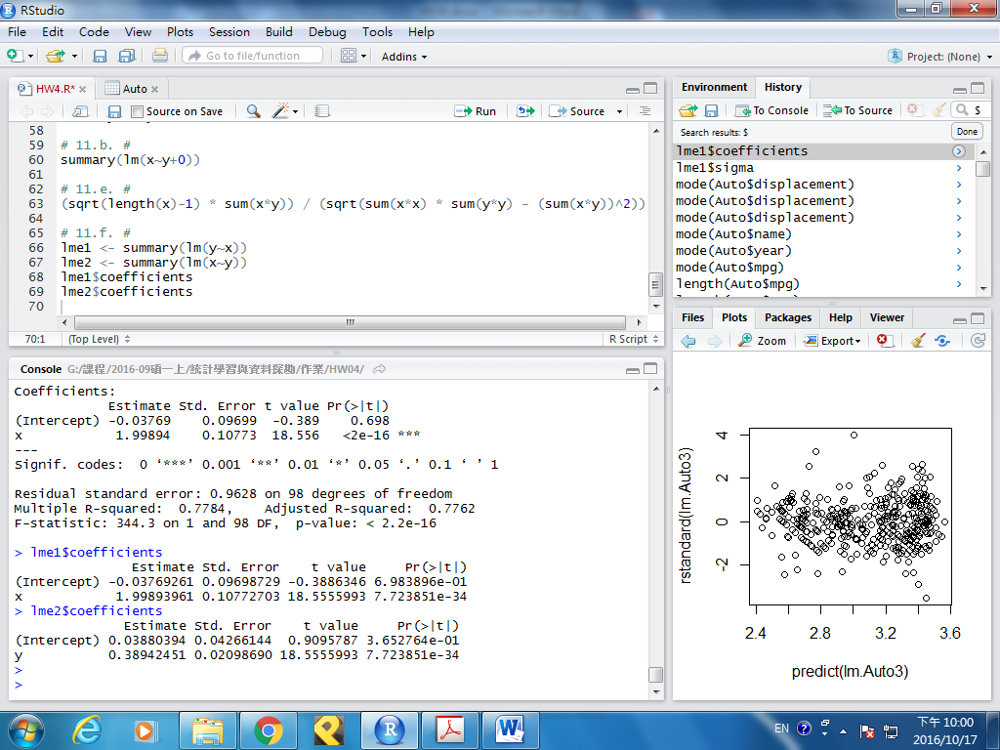 RStudio
File Edit Code View Plots Session Build Debug Tools Help
Go to file/function Addins Project: (None)
HW4.R* Auto
Source on Save Run Source
58
59 # 11.b. #
60 summary(lm(x~y+0))
61
62 # 11.e. #
63 (sqrt(length(x)-1) * sum(x*y)) / (sqrt(sum(x*x) * sum(y*y) - (sum(x*y))^2))
64
65 # 11.f. #
66 lme1 <- summary(lm(y~x))
67 lme2 <- summary(lm(x~y))
68 lme1$coefficients
69 lme2$coefficients
70
70:1 (Top Level) R Script
Console G:/課程/2016-09碩一上/統計學習與資料探勘/作業/HW04/
Coefficients:
Estimate Std. Error t value Pr(>|t|)
(Intercept) -0.03769 0.09699 -0.389 0.698
x 1.99894 0.10773 18.556 <2e-16 ***
---
Signif. codes: 0 ‘***’ 0.001 ‘**’ 0.01 ‘*’ 0.05 ‘.’ 0.1 ‘ ’ 1
Residual standard error: 0.9628 on 98 degrees of freedom
Multiple R-squared: 0.7784, Adjusted R-squared: 0.7762
F-statistic: 344.3 on 1 and 98 DF, p-value: < 2.2e-16
> lme1$coefficients
Estimate Std. Error t value Pr(>|t|)
(Intercept) -0.03769261 0.09698729 -0.3886346 6.983896e-01
x 1.99893961 0.10772703 18.5555993 7.723851e-34
> lme2$coefficients
Estimate Std. Error t value Pr(>|t|)
(Intercept) 0.03880394 0.04266144 0.9095787 3.652764e-01
y 0.38942451 0.02098690 18.5555993 7.723851e-34
>
>
Environment History
To Console To Source $
Search results: $ Done
lme1$coefficients
lme1$sigma
mode(Auto$displacement)
mode(Auto$displacement)
mode(Auto$displacement)
mode(Auto$name)
mode(Auto$year)
mode(Auto$mpg)
length(Auto$mpg)
Files Plots Packages Help Viewer
Zoom Export
rstandard(lm.Auto3)
4
2
0
-2
2.4 2.8 3.2 3.6
predict(lm.Auto3)
EN 下午 10:00
2016/10/17